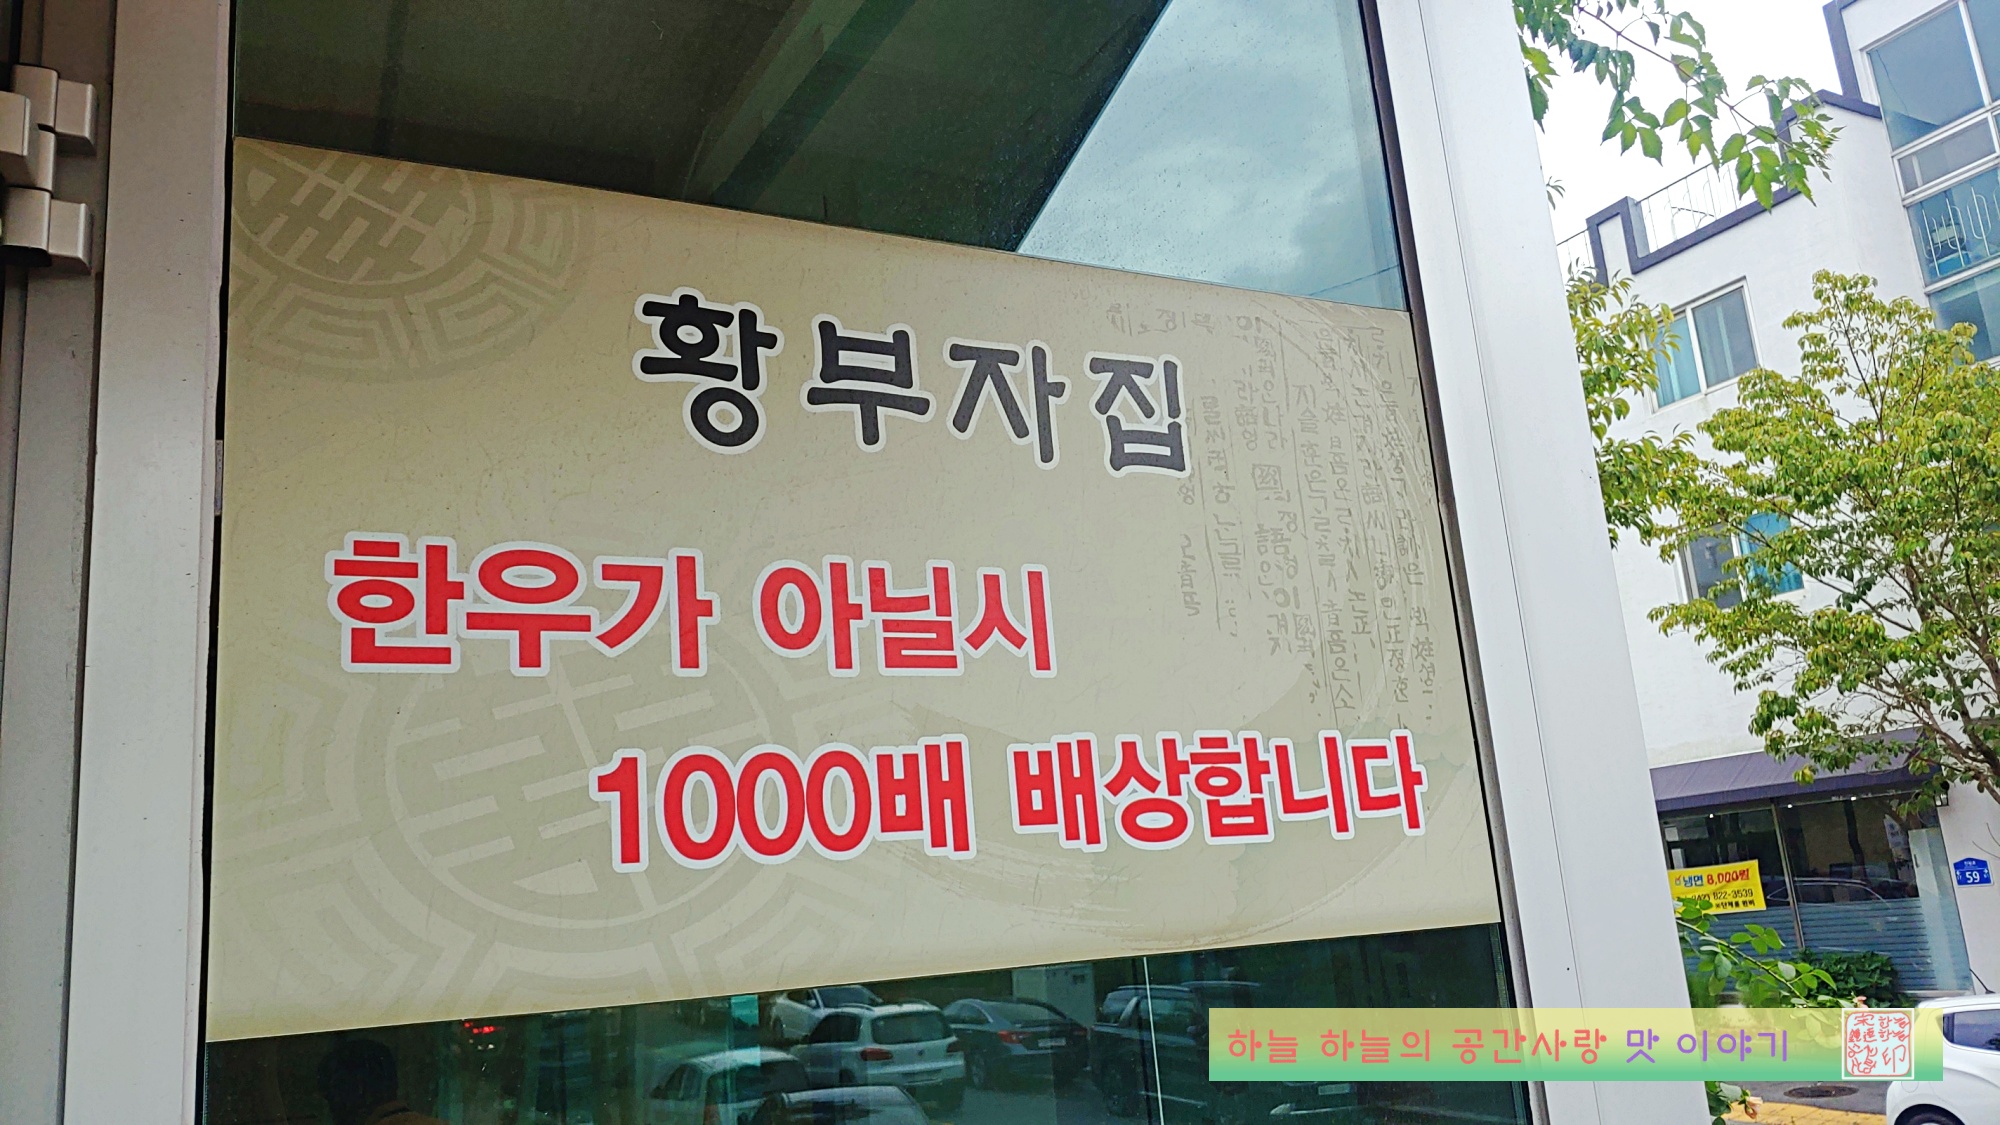 황부자집
한우가 아닐시
1000배 배상합니다
냉면 8,000원
822-3539
59
하늘 하늘의 공간사랑 맛 이야기